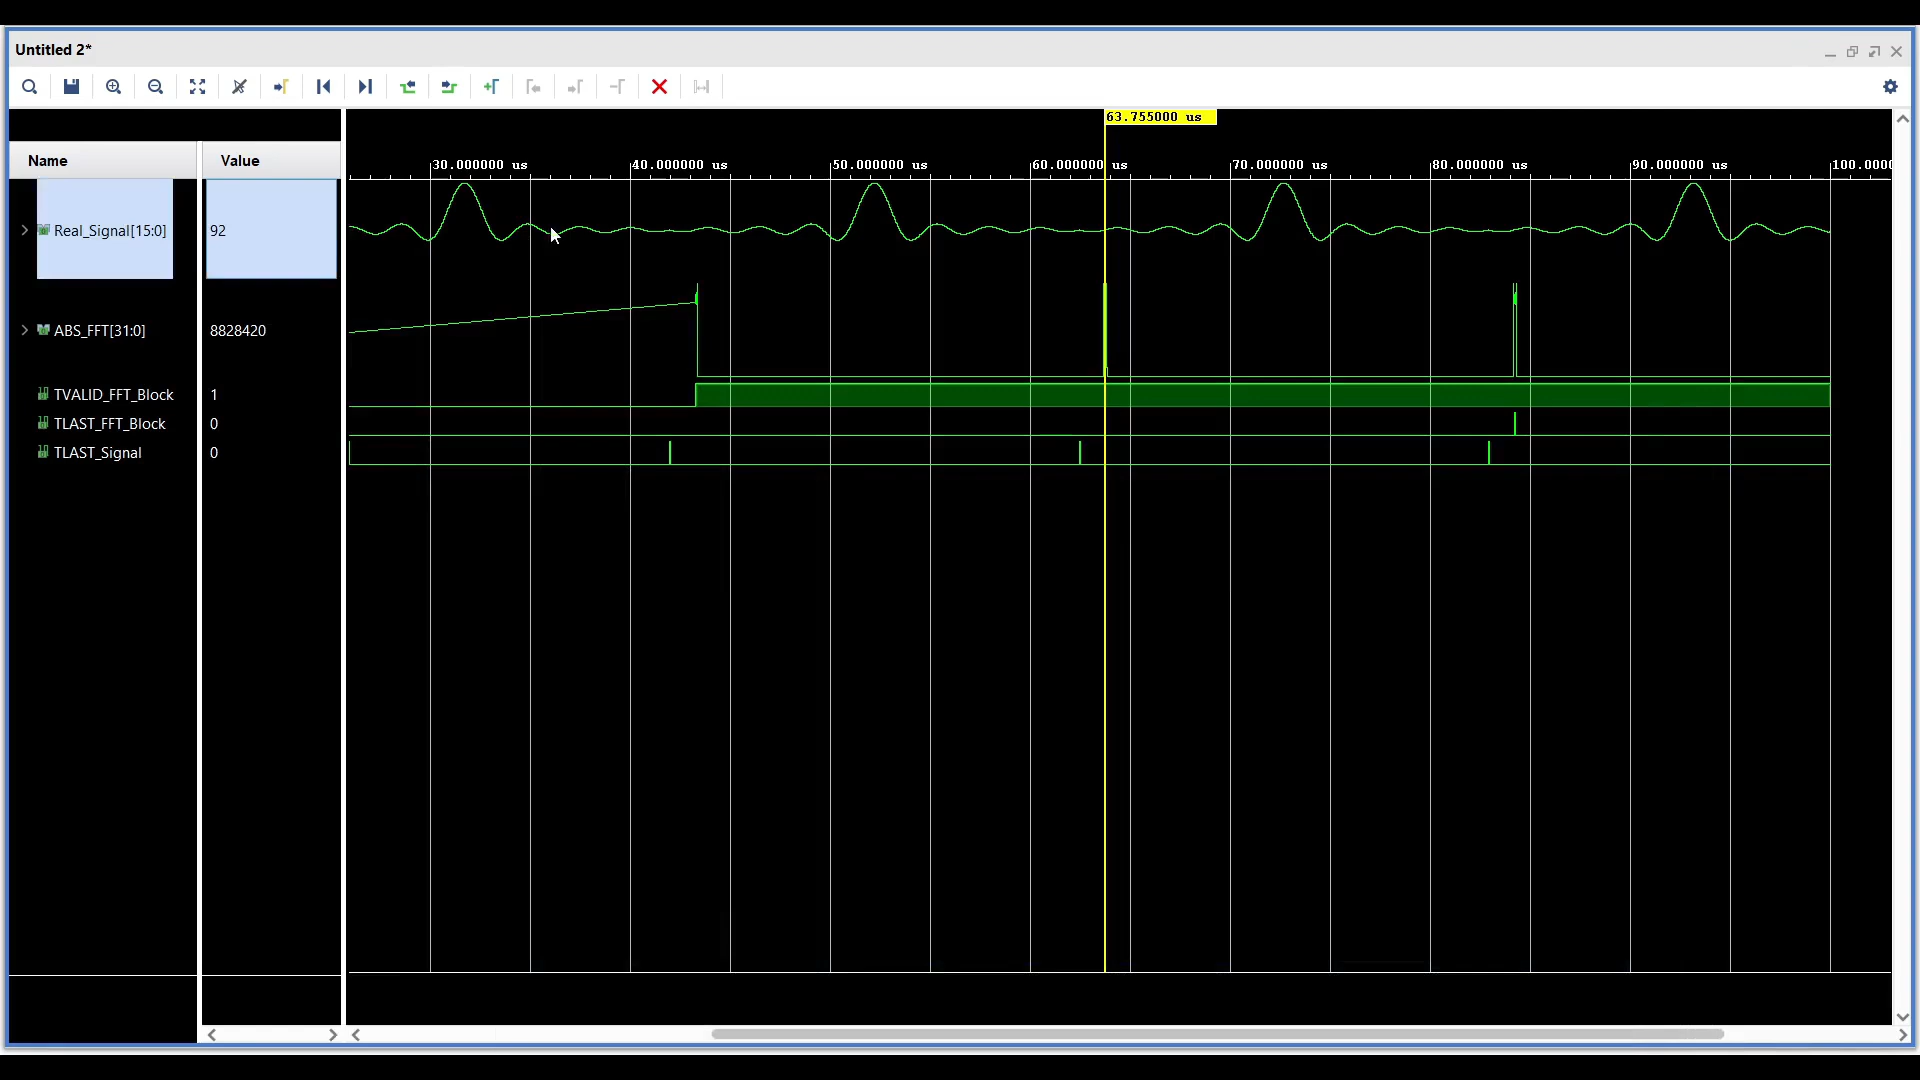 Untitled 2*
63.755000 us
Name
Value
30.000000 us
40.000000 us
50.000000 us
60.000000 us
70.000000 us
80.000000 us
90.000000 us
100.0000
Real_Signal[15:0]
92
ABS_FFT[31:0]
8828420
TVALID_FFT_Block
1
TLAST_FFT_Block
0
TLAST_Signal
0